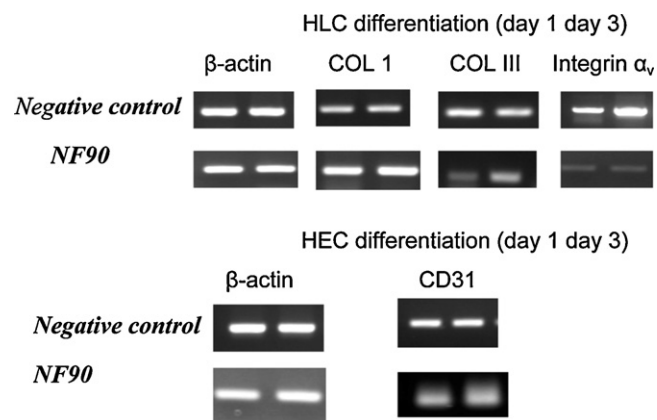 HLC differentiation (day 1 day 3)
β-actin COL 1 COL III Integrin αv
Negative control
NF90
HEC differentiation (day 1 day 3)
β-actin CD31
Negative control
NF90